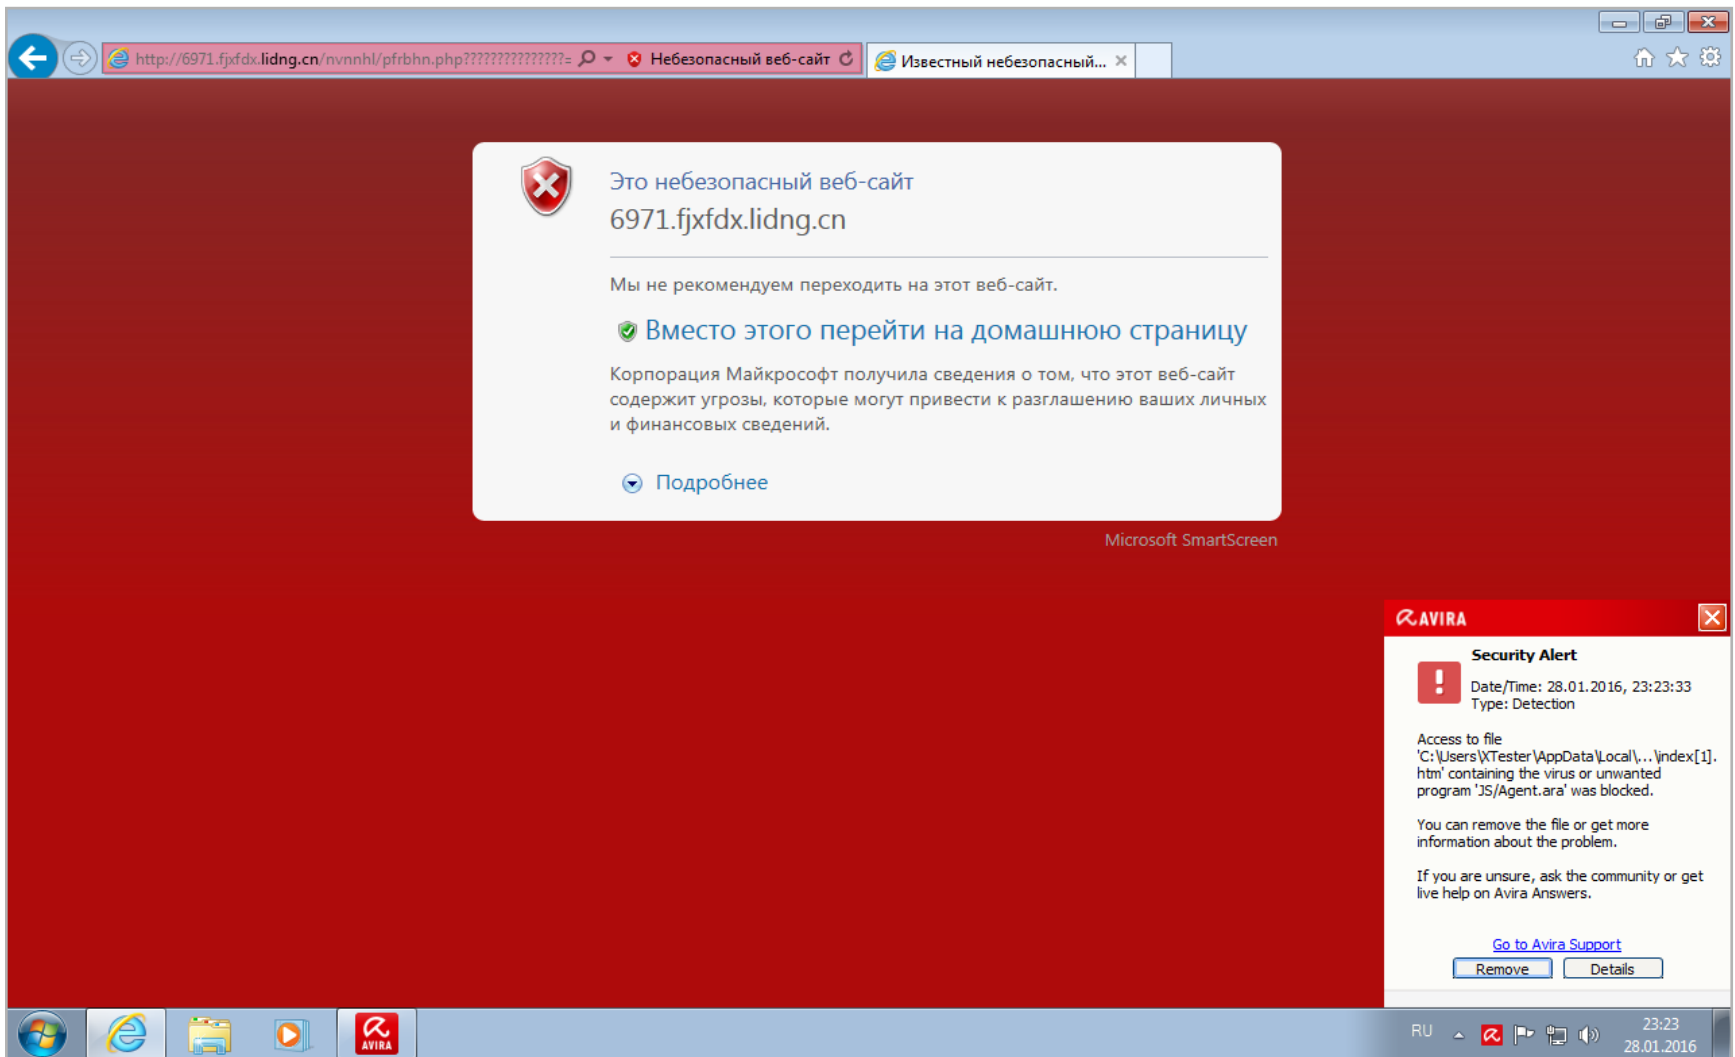 http://6971.fjxfdx.lidng.cn/nvnnhl/pfrbhn.php???????????????=
Небезопасный веб-сайт
Известный небезопасный...
Это небезопасный веб-сайт
6971.fjxfdx.lidng.cn
Мы не рекомендуем переходить на этот веб-сайт.
Вместо этого перейти на домашнюю страницу
Корпорация Майкрософт получила сведения о том, что этот веб-сайт
содержит угрозы, которые могут привести к разглашению ваших личных
и финансовых сведений.
Подробнее
Microsoft SmartScreen
AVIRA
Security Alert
Date/Time: 28.01.2016, 23:23:33
Type: Detection
Access to file
'C:\Users\XTester\AppData\Local\...\index[1].
htm' containing the virus or unwanted
program 'JS/Agent.ara' was blocked.
You can remove the file or get more
information about the problem.
If you are unsure, ask the community or get
live help on Avira Answers.
Go to Avira Support
Remove
Details
AVIRA
RU
23:23
28.01.2016